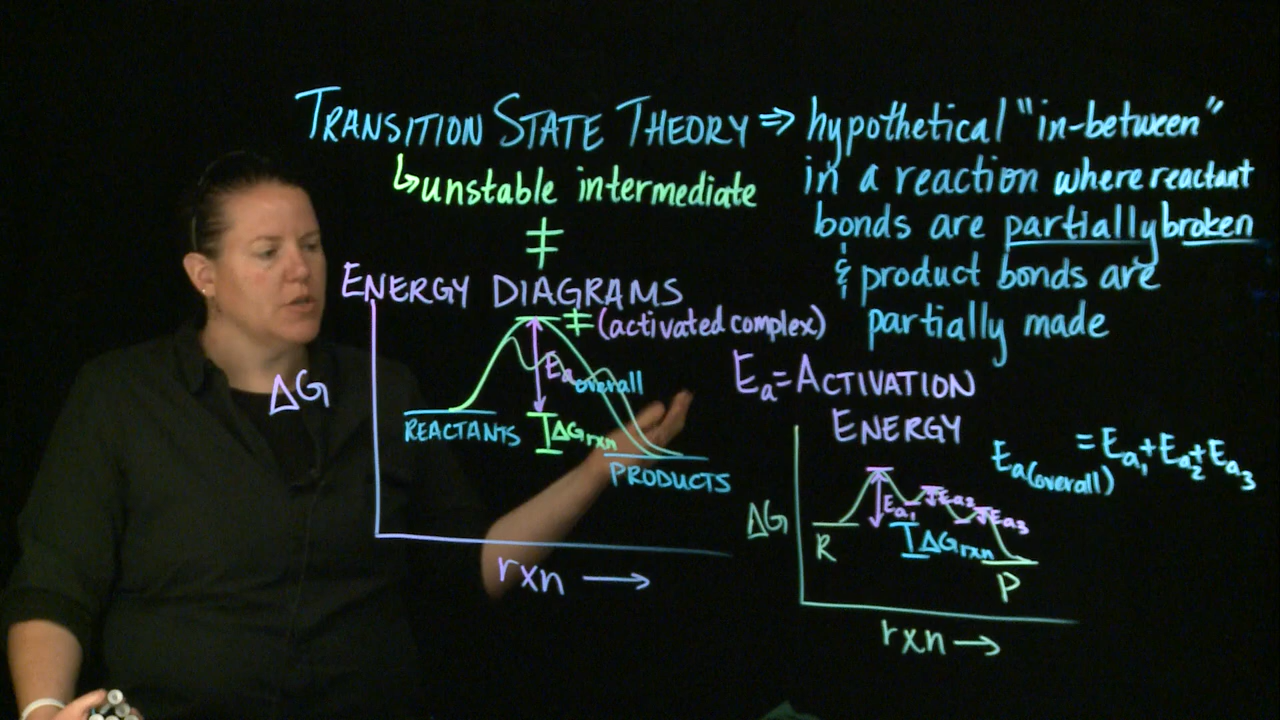 TRANSITION STATE THEORY ⇒ hypothetical "in-between"
in a reaction where reactant
bonds are partially broken
& product bonds are
partially made
↳ unstable intermediate
‡
ENERGY DIAGRAMS
‡ (activated complex)
Ea overall
ΔG
REACTANTS
ΔGrxn
PRODUCTS
rxn →
Ea = ACTIVATION
ENERGY
Ea(overall) = Ea1 + Ea2 + Ea3
ΔG
R
Ea1
Ea2
Ea3
ΔGrxn
P
rxn →